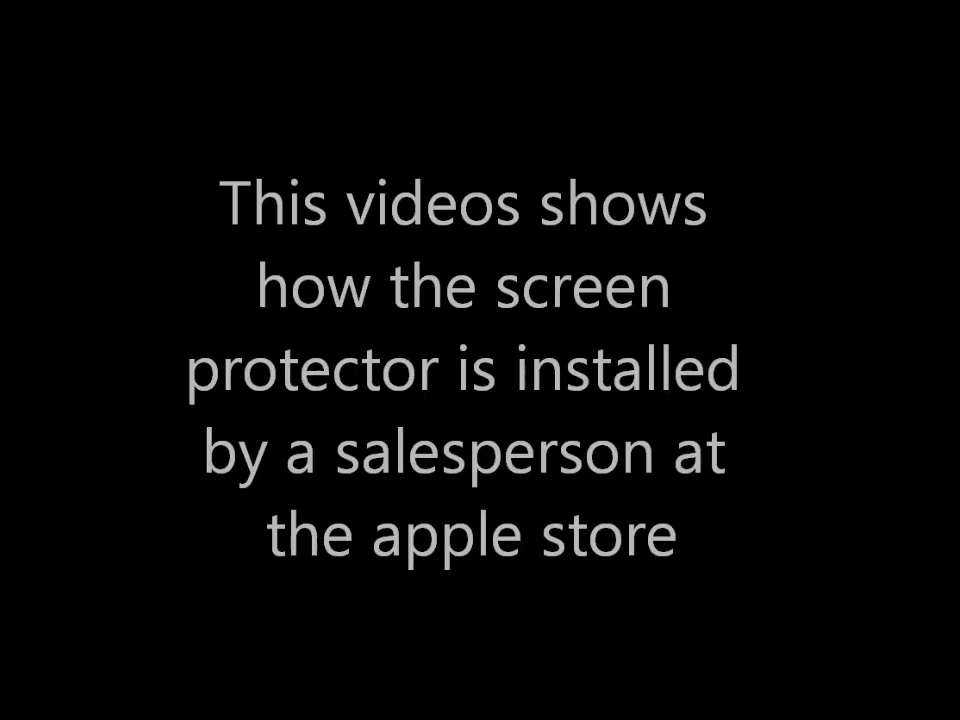 This videos shows
how the screen
protector is installed
by a salesperson at
the apple store